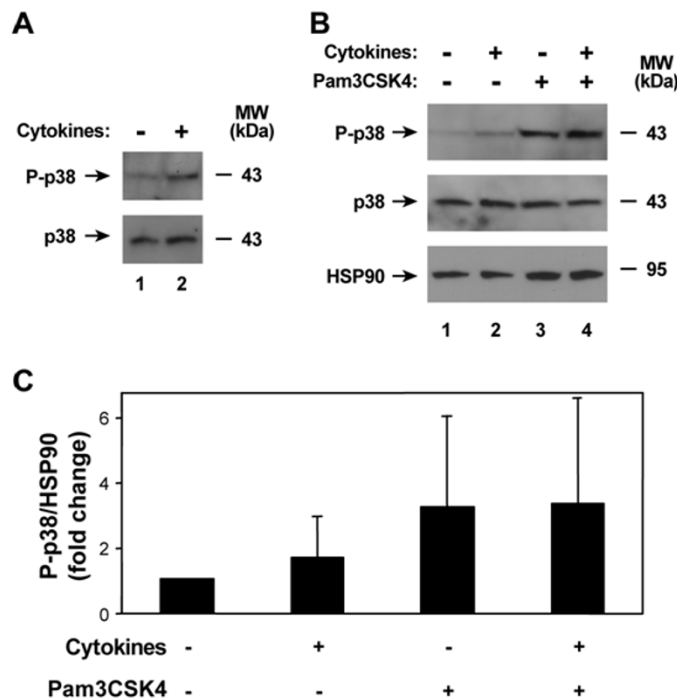 A
Cytokines: - +
MW
(kDa)
P-p38 43
p38 43
1 2
B
Cytokines: - + - +
Pam3CSK4: - - + +
MW
(kDa)
P-p38 43
p38 43
HSP90 95
1 2 3 4
C
P-p38/HSP90
(fold change)
6
4
2
0
Cytokines - + - +
Pam3CSK4 - - + +